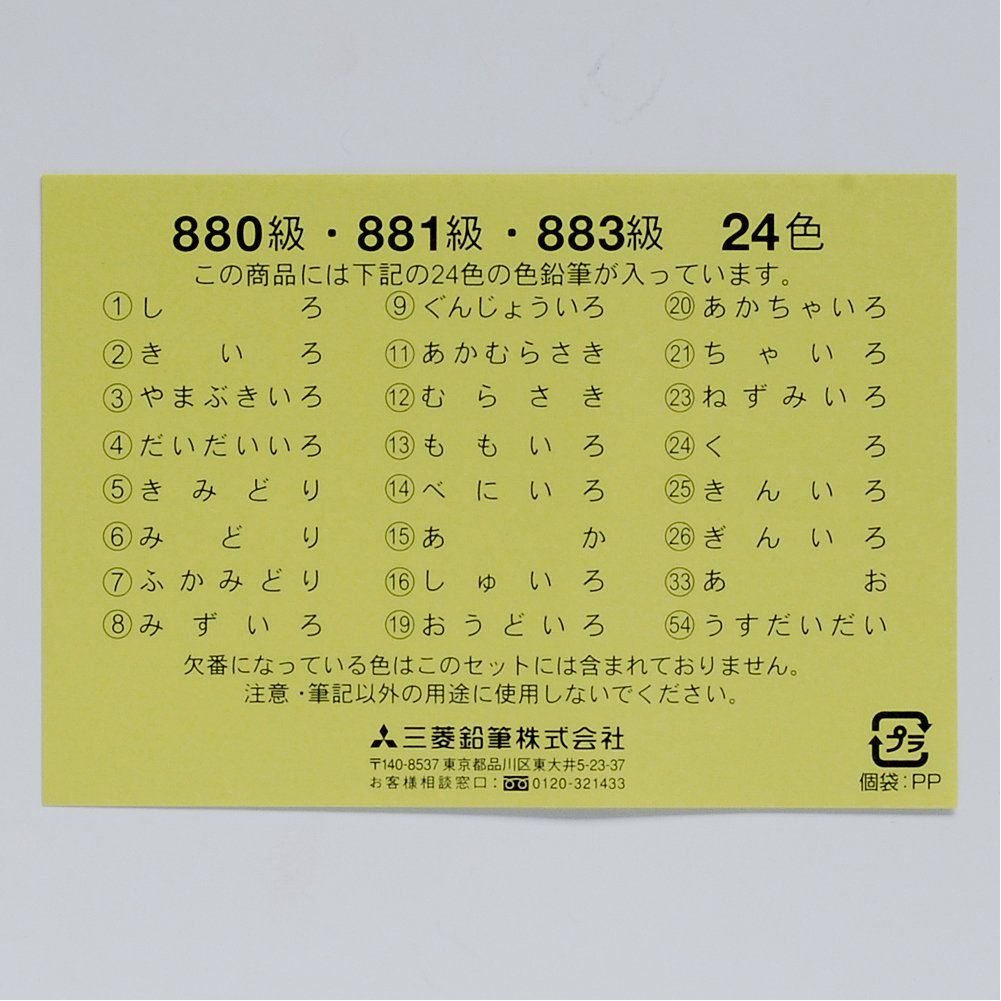 880級・881級・883級 24色
この商品には下記の24色の色鉛筆が入っています。
①しろ ⑨ぐんじょういろ ⑳あかちゃいろ
②きいろ ⑪あかむらさき ㉑ちゃいろ
③やまぶきいろ ⑫むらさき ㉓ねずみいろ
④だいだいいろ ⑬ももいろ ㉔くろ
⑤きみどり ⑭べにいろ ㉕きんいろ
⑥みどり ⑮あか ㉖ぎんいろ
⑦ふかみどり ⑯しゅいろ ㉝あお
⑧みずいろ ⑲おうどいろ 54うすだいだい
欠番になっている色はこのセットには含まれておりません。
注意・筆記以外の用途に使用しないでください。
三菱鉛筆株式会社
〒140-8537 東京都品川区東大井5-23-37
お客様相談窓口：0120-321433
プラ
個袋：PP